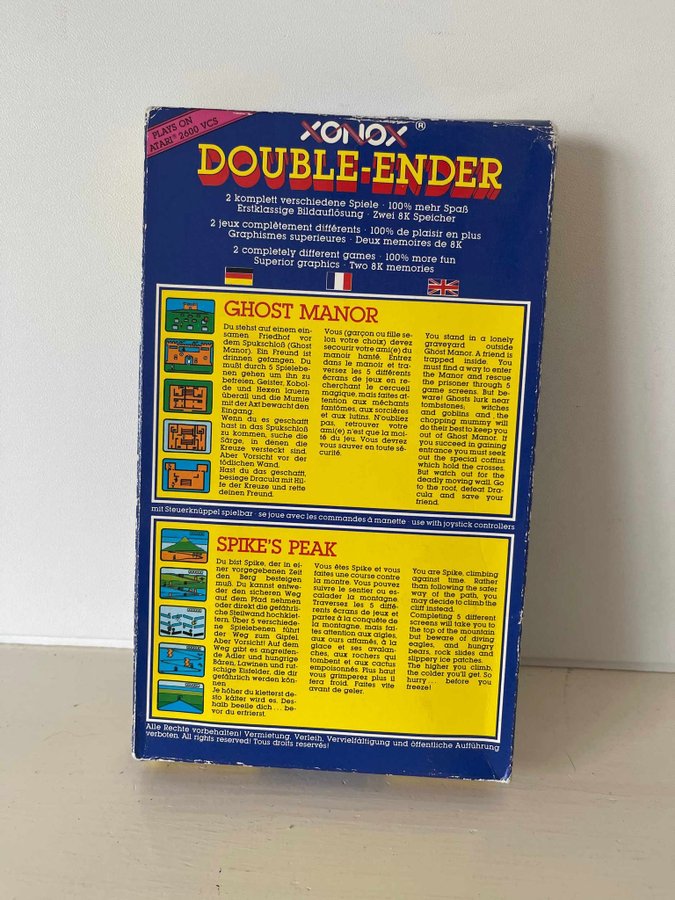 PLAYS ON
ATARI® 2600 VCS
XONOX®
DOUBLE-ENDER
2 komplett verschiedene Spiele · 100% mehr Spaß
Erstklassige Bildauflösung · Zwei 8K Speicher
2 jeux complètement différents · 100% de plaisir en plus
Graphismes superieures · Deux memoires de 8K
2 completely different games · 100% more fun
Superior graphics · Two 8K memories
GHOST MANOR
Du stehst auf einem ein-
samen Friedhof vor
dem Spukschloß (Ghost
Manor). Ein Freund ist
drinnen gefangen. Du
mußt durch 5 Spielebe-
nen gehen um ihn zu
befreien. Geister, Kobol-
de und Hexen lauern
überall und die Mumie
mit der Axt bewacht den
Eingang.
Wenn du es geschafft
hast in das Spukschloß
zu kommen, suche die
Särge, in denen die
Kreuze versteckt sind.
Aber Vorsicht vor der
tödlichen Wand.
Hast du das geschafft,
besiege Dracula mit Hil-
fe der Kreuze und rette
deinen Freund.
Vous (garçon ou fille se-
lon votre choix) devez
secourir votre ami(e) du
manoir hanté. Entrez
dans le manoir et tra-
versez les 5 différents
écrans de jeux en re-
cherchant le cercueil
magique, mais faites at-
tention aux méchants
fantômes, aux sorcières
et aux lutins. N'oubliez
pas, retrouver votre
ami(e) n'est que la moi-
té du jeu. Vous devrez
vous sauver en toute sé-
curité.
You stand in a lonely
graveyard outside
Ghost Manor. A friend is
trapped inside. You
must find a way to enter
the Manor and rescue
the prisoner through 5
game screens. But be-
ware! Ghosts lurk near
tombstones; witches
and goblins and the
chopping mummy will
do their best to keep you
out of Ghost Manor. If
you succeed in gaining
entrance you must seek
out the special coffins
which hold the crosses.
But watch out for the
deadly moving wall. Go
to the roof, defeat Dra-
cula and save your
friend.
mit Steuerknüppel spielbar · se joue avec les commandes à manette · use with joystick controllers
SPIKE'S PEAK
Du bist Spike, der in ei-
ner vorgegebenen Zeit
den Berg besteigen
muß. Du kannst entwe-
der den sicheren Weg
auf dem Pfad nehmen
oder direkt die gefährli-
che Steilwand hochklet-
tern. Über 5 verschiede-
ne Spielebenen führt
der Weg zum Gipfel.
Aber Vorsicht! Auf dem
Weg gibt es angreifen-
de Adler und hungrige
Bären, Lawinen und rut-
schige Eisfelder, die dir
gefährlich werden kön-
nen
Je höher du kletterst de-
sto kälter wird es. Des-
halb beeile dich ... be-
vor du erfrierst.
Vous êtes Spike et vous
faites une course contre
la montre. Vous pouvez
suivre le sentier ou es-
calader la montagne.
Traversez les 5 diffé-
rents écrans de jeux et
partez à la conquête de
la montagne, mais fai-
tes attention aux aigles,
aux ours affamés, à la
glace et ses avalan-
ches, aux rochers qui
tombent et aux cactus
empoisonnés. Plus haut
vous grimperez plus il
fera froid. Faites vite
avant de geler.
You are Spike, climbing
against time. Rather
than following the safer
way of the path, you
may decide to climb the
cliff instead.
Completing 5 different
screens will take you to
the top of the mountain
but beware of diving
eagles, and hungry
bears, rock slides and
slippery ice patches.
The higher you climb,
the colder you'll get. So
hurry ... before you
freeze!
Alle Rechte vorbehalten! Vermietung, Verleih, Vervielfältigung und öffentliche Aufführung
verboten. All rights reserved! Tous droits reservés!